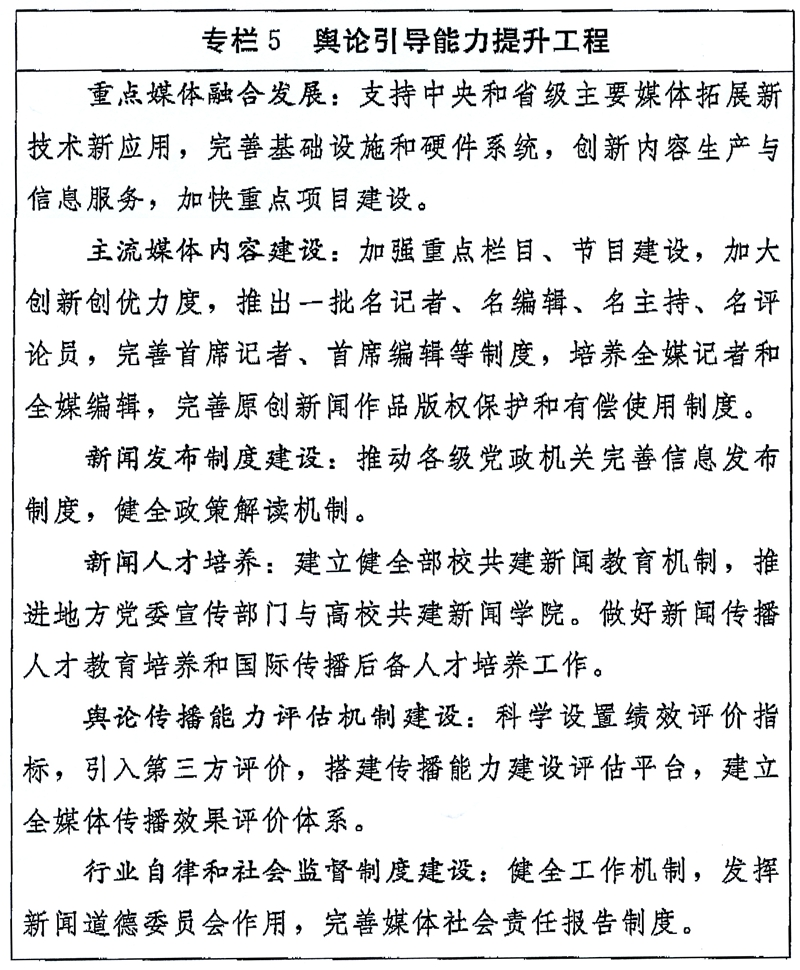 专栏 5　舆论引导能力提升工程
重点媒体融合发展：支持中央和省级主要媒体拓展新
技术新应用，完善基础设施和硬件系统，创新内容生产与
信息服务，加快重点项目建设。
主流媒体内容建设：加强重点栏目、节目建设，加大
创新创优力度，推出一批名记者、名编辑、名主持、名评
论员，完善首席记者、首席编辑等制度，培养全媒记者和
全媒编辑，完善原创新闻作品版权保护和有偿使用制度。
新闻发布制度建设：推动各级党政机关完善信息发布
制度，健全政策解读机制。
新闻人才培养：建立健全部校共建新闻教育机制，推
进地方党委宣传部门与高校共建新闻学院。做好新闻传播
人才教育培养和国际传播后备人才培养工作。
舆论传播能力评估机制建设：科学设置绩效评价指
标，引入第三方评价，搭建传播能力建设评估平台，建立
全媒体传播效果评价体系。
行业自律和社会监督制度建设：健全工作机制，发挥
新闻道德委员会作用，完善媒体社会责任报告制度。